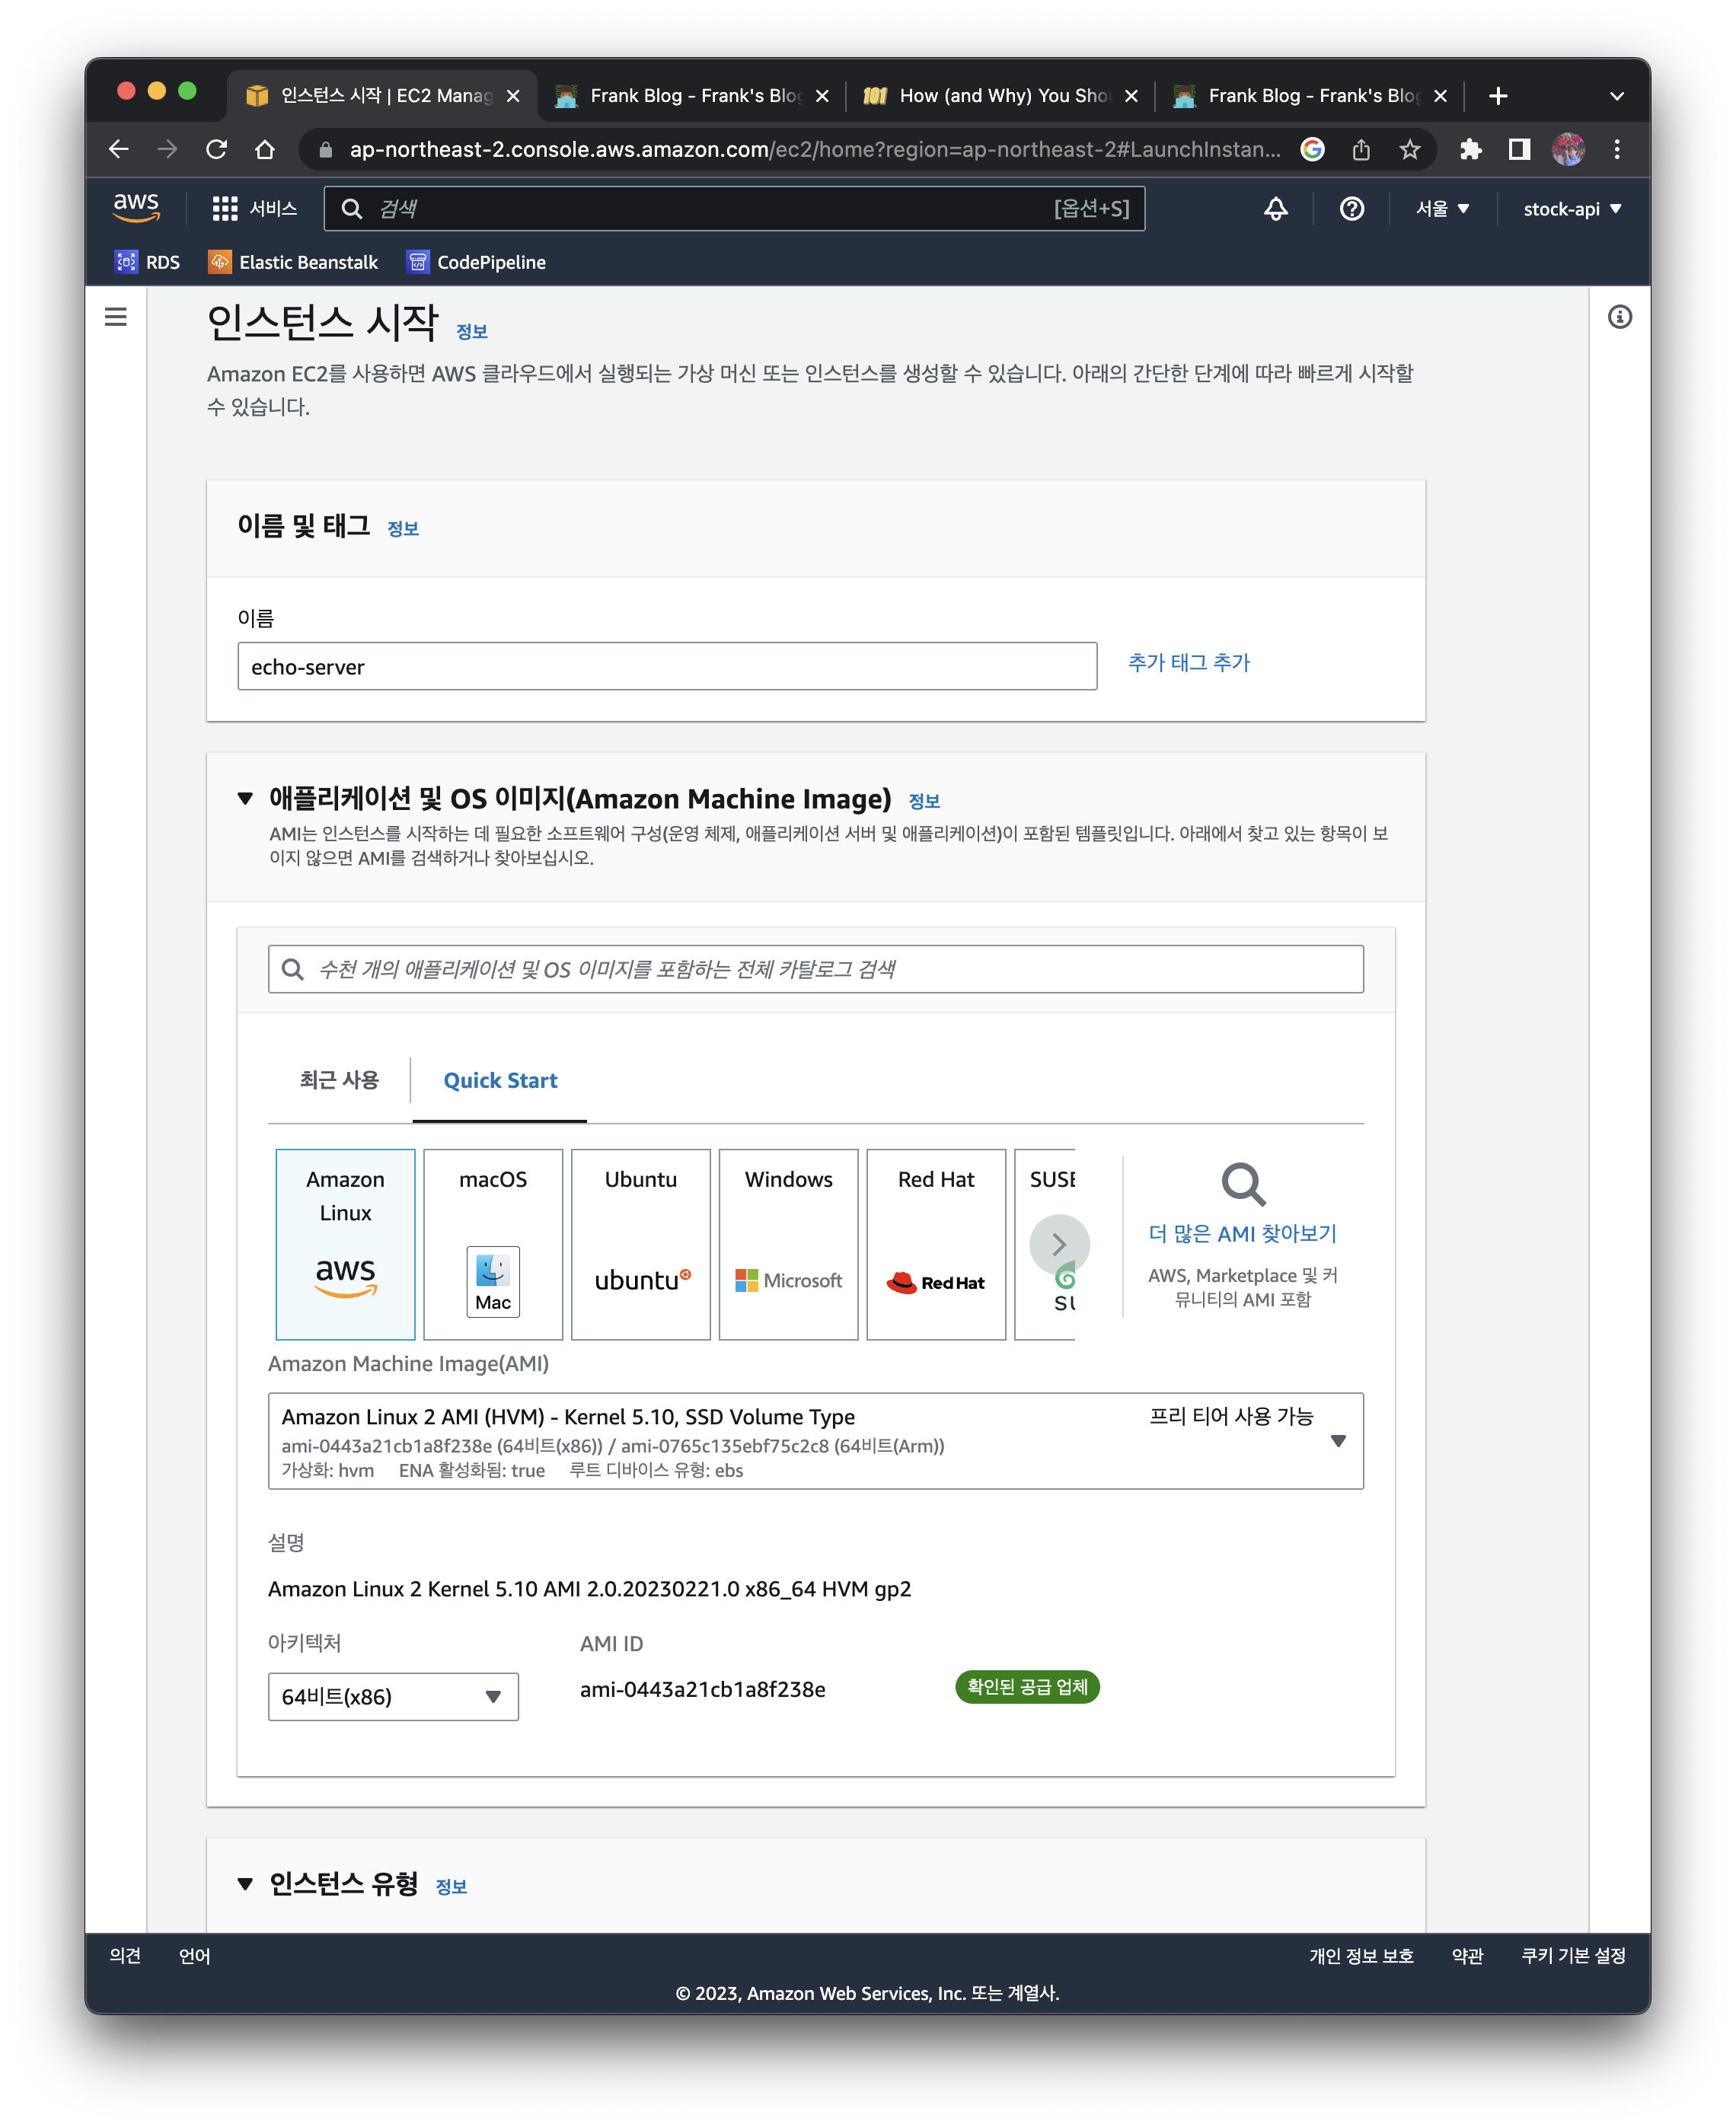 인스턴스 시작 | EC2 Manag
Frank Blog - Frank's Blog
How (and Why) You Shou
Frank Blog - Frank's Blog
ap-northeast-2.console.aws.amazon.com/ec2/home?region=ap-northeast-2#LaunchInstan...
aws
서비스
검색
[옵션+S]
서울
stock-api
RDS
Elastic Beanstalk
CodePipeline
인스턴스 시작 정보
Amazon EC2를 사용하면 AWS 클라우드에서 실행되는 가상 머신 또는 인스턴스를 생성할 수 있습니다. 아래의 간단한 단계에 따라 빠르게 시작할
수 있습니다.
이름 및 태그 정보
이름
echo-server
추가 태그 추가
애플리케이션 및 OS 이미지(Amazon Machine Image) 정보
AMI는 인스턴스를 시작하는 데 필요한 소프트웨어 구성(운영 체제, 애플리케이션 서버 및 애플리케이션)이 포함된 템플릿입니다. 아래에서 찾고 있는 항목이 보
이지 않으면 AMI를 검색하거나 찾아보십시오.
수천 개의 애플리케이션 및 OS 이미지를 포함하는 전체 카탈로그 검색
최근 사용
Quick Start
Amazon
Linux
aws
macOS
Mac
Ubuntu
ubuntu
Windows
Microsoft
Red Hat
Red Hat
SUSE
SU
더 많은 AMI 찾아보기
AWS, Marketplace 및 커
뮤니티의 AMI 포함
Amazon Machine Image(AMI)
Amazon Linux 2 AMI (HVM) - Kernel 5.10, SSD Volume Type
프리 티어 사용 가능
ami-0443a21cb1a8f238e (64비트(x86)) / ami-0765c135ebf75c2c8 (64비트(Arm))
가상화: hvm ENA 활성화됨: true 루트 디바이스 유형: ebs
설명
Amazon Linux 2 Kernel 5.10 AMI 2.0.20230221.0 x86_64 HVM gp2
아키텍처
AMI ID
64비트(x86)
ami-0443a21cb1a8f238e
확인된 공급 업체
인스턴스 유형 정보
의견
언어
개인 정보 보호
약관
쿠키 기본 설정
© 2023, Amazon Web Services, Inc. 또는 계열사.